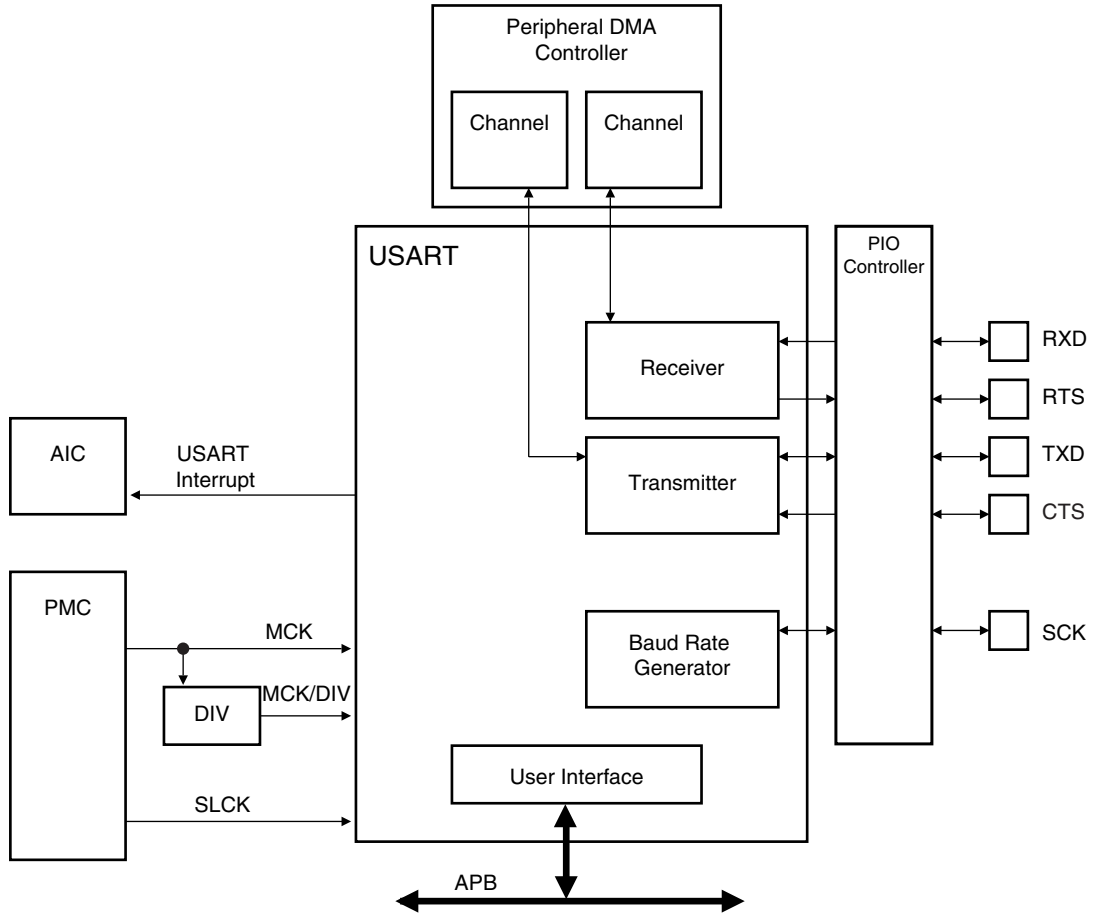 Peripheral DMA
Controller
Channel
Channel
USART
PIO
Controller
RXD
Receiver
RTS
AIC
USART
Interrupt
TXD
Transmitter
CTS
PMC
MCK
Baud Rate
Generator
SCK
MCK/DIV
DIV
User Interface
SLCK
APB